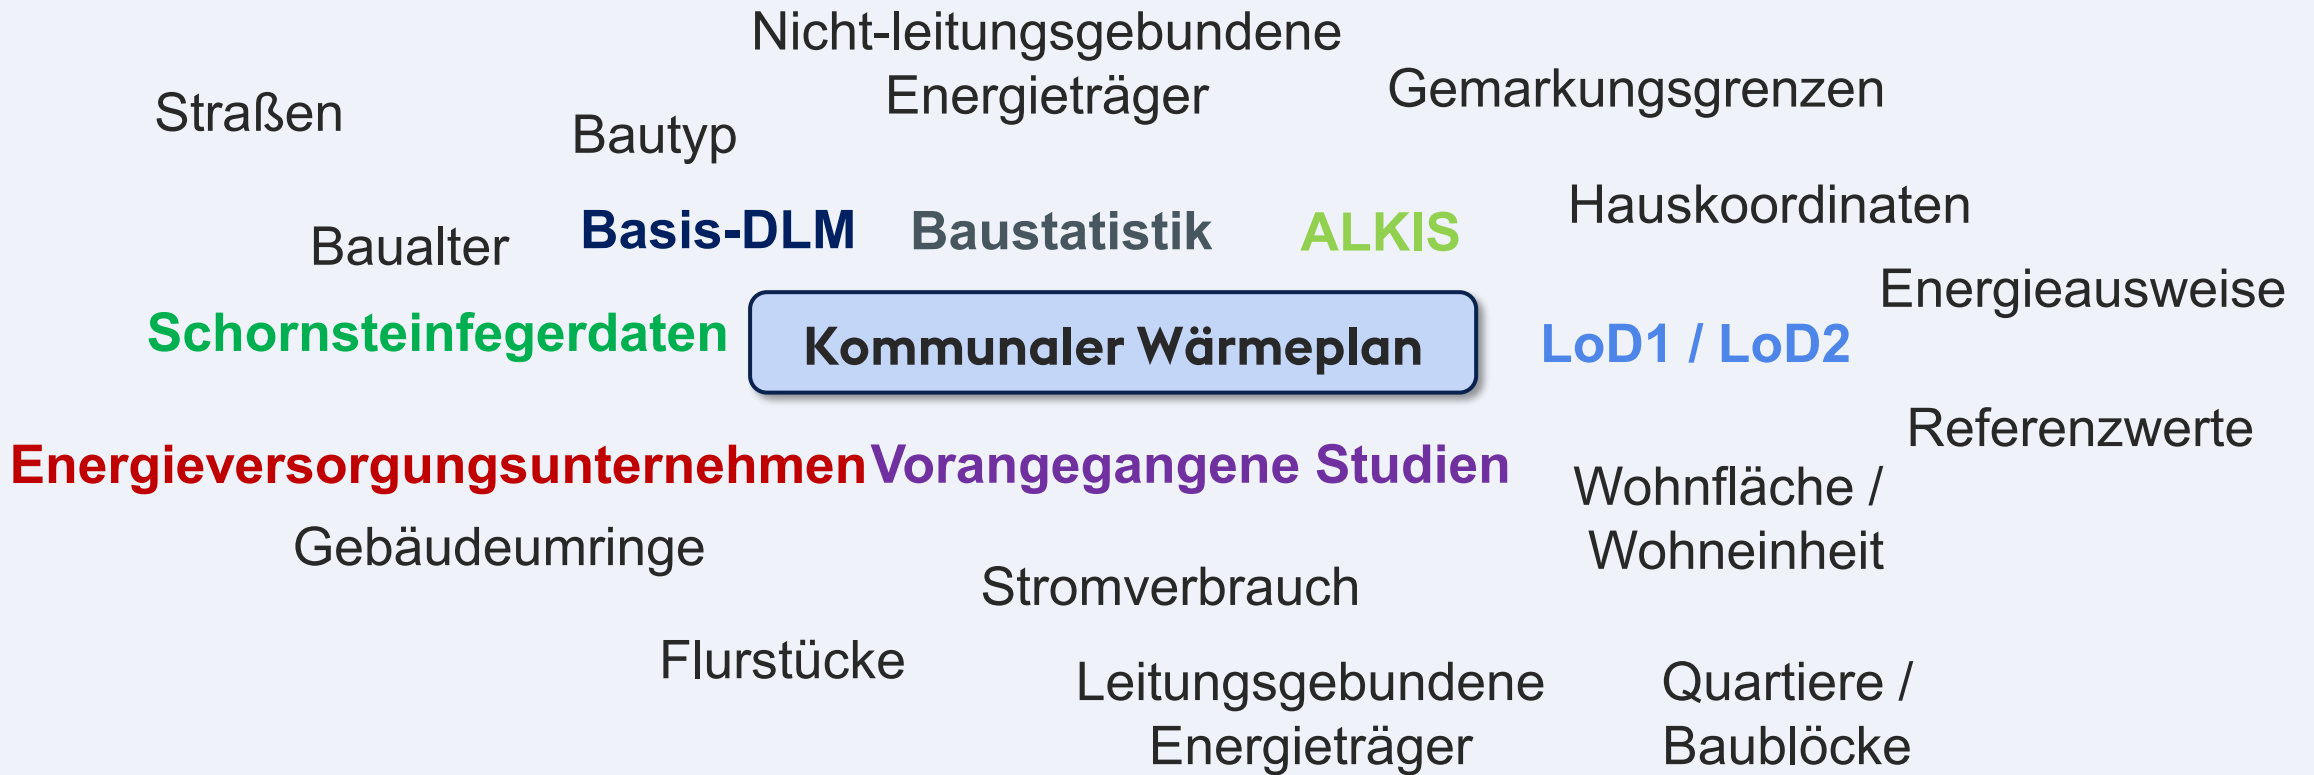 Nicht-leitungsgebundene
Energieträger
Gemarkungsgrenzen
Straßen
Bautyp
Hauskoordinaten
Baualter
Basis-DLM
Baustatistik
ALKIS
Energieausweise
Schornsteinfegerdaten
Kommunaler Wärmeplan
LoD1 / LoD2
Referenzwerte
Energieversorgungsunternehmen
Vorangegangene Studien
Wohnfläche /
Wohneinheit
Gebäudeumringe
Stromverbrauch
Flurstücke
Leitungsgebundene
Energieträger
Quartiere /
Baublöcke